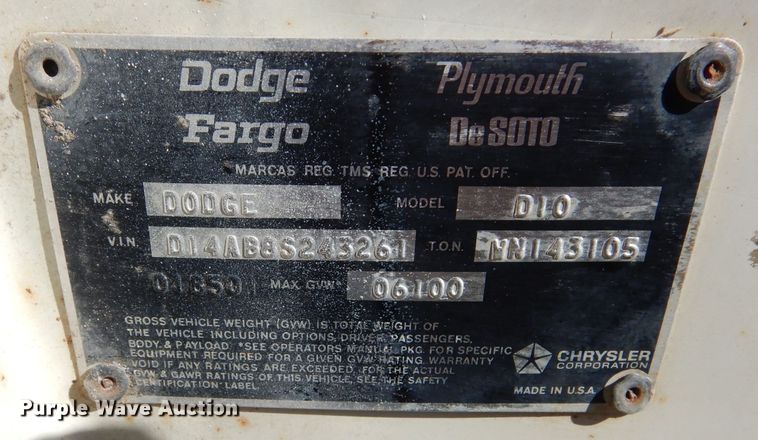 Dodge Plymouth
Fargo DeSOTO
MARCAS REG. TMS. REG. U.S. PAT. OFF.
MAKE DODGE MODEL D10
V.I.N. D14AB8S243261 T.O.N. MN143105
MAX. GVW* 06100
GROSS VEHICLE WEIGHT (GVW) IS TOTAL WEIGHT OF
THE VEHICLE INCLUDING OPTIONS, DRIVER, PASSENGERS,
BODY & PAYLOAD. *SEE OPERATORS MANUAL PKG. FOR SPECIFIC
EQUIPMENT REQUIRED FOR A GIVEN GVW RATING. WARRANTY
VOID IF ANY RATINGS ARE EXCEEDED. FOR THE ACTUAL
GVW & GAWR RATINGS OF THIS VEHICLE, SEE THE SAFETY
CERTIFICATION LABEL.
CHRYSLER
CORPORATION
MADE IN U.S.A.
Purple Wave Auction